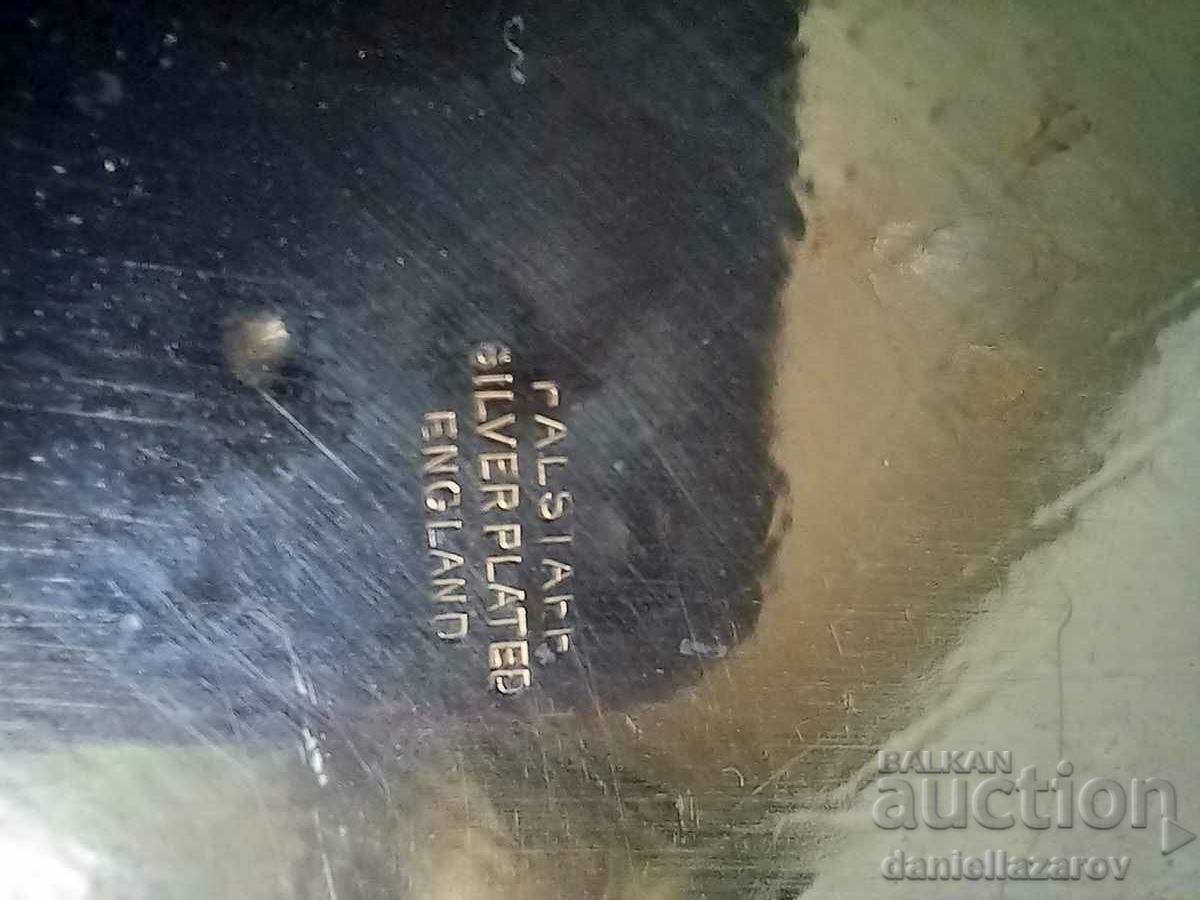 FALSTAFF
SILVER PLATED
ENGLAND
BALKAN
auction
daniellazarov